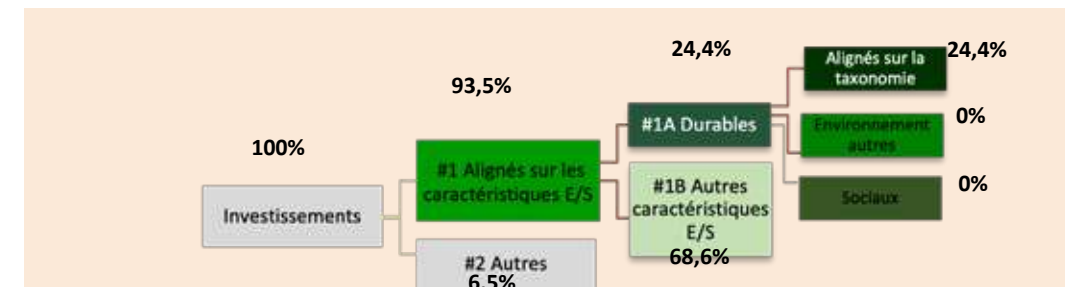 24,4%
Alignés sur la
taxonomie
24,4%
93,5%
#1A Durables
Environnement
autres
0%
100%
#1 Alignés sur les
caractéristiques E/S
#1B Autres
caractéristiques
E/S
68,6%
Sociaux
0%
Investissements
#2 Autres
6,5%